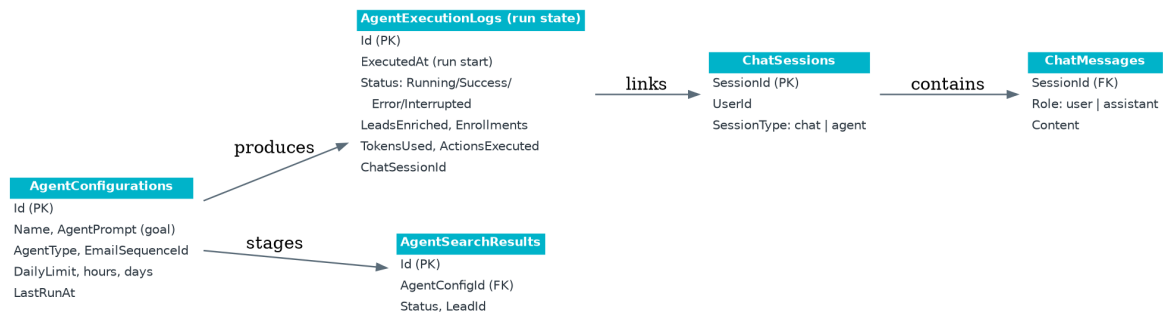 AgentExecutionLogs (run state)
Id (PK)
ExecutedAt (run start)
Status: Running/Success/
Error/Interrupted
LeadsEnriched, Enrollments
TokensUsed, ActionsExecuted
ChatSessionId
links
ChatSessions
SessionId (PK)
UserId
SessionType: chat | agent
contains
ChatMessages
SessionId (FK)
Role: user | assistant
Content
produces
AgentConfigurations
Id (PK)
Name, AgentPrompt (goal)
AgentType, EmailSequenceId
DailyLimit, hours, days
LastRunAt
stages
AgentSearchResults
Id (PK)
AgentConfigId (FK)
Status, LeadId